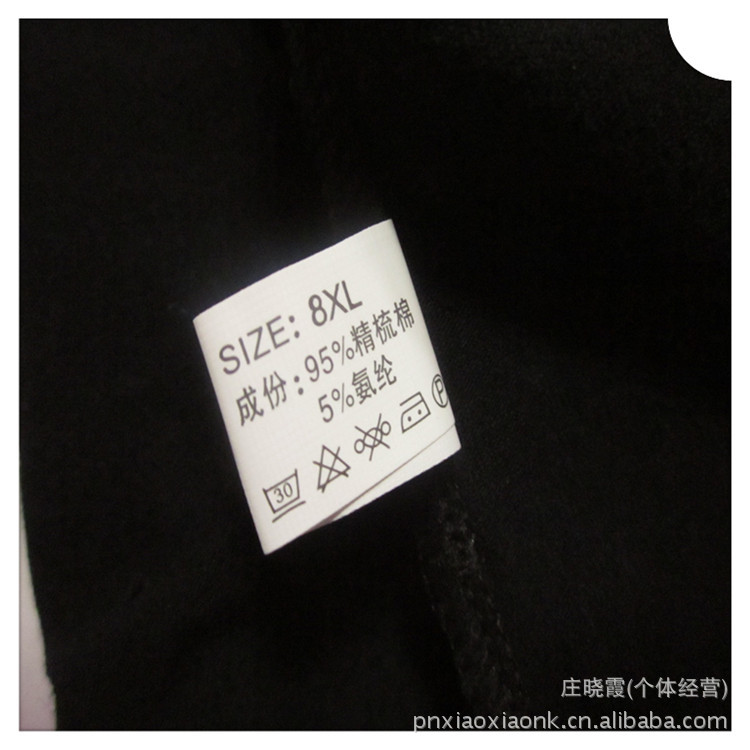 SIZE: 8XL
成份:95%精梳棉
5%氨纶
30 P
庄晓霞(个体经营)
pnxiaoxiaonk.cn.alibaba.com